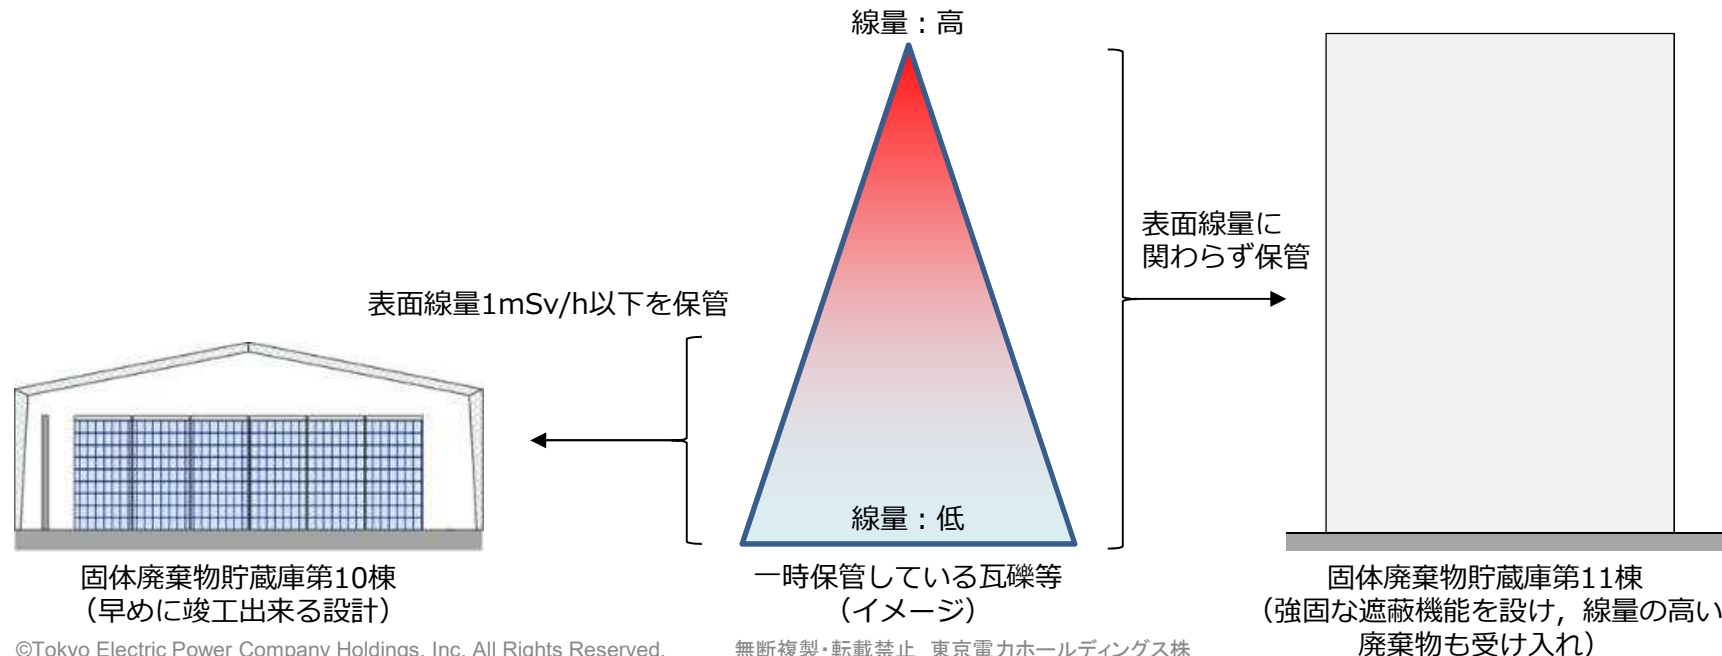 線量：高
表面線量に
関わらず保管
表面線量1mSv/h以下を保管
線量：低
固体廃棄物貯蔵庫第10棟
（早めに竣工出来る設計）
一時保管している瓦礫等
（イメージ）
固体廃棄物貯蔵庫第11棟
（強固な遮蔽機能を設け，線量の高い
廃棄物も受け入れ）
©Tokyo Electric Power Company Holdings, Inc. All Rights Reserved.
無断複製・転載禁止 東京電力ホールディングス株